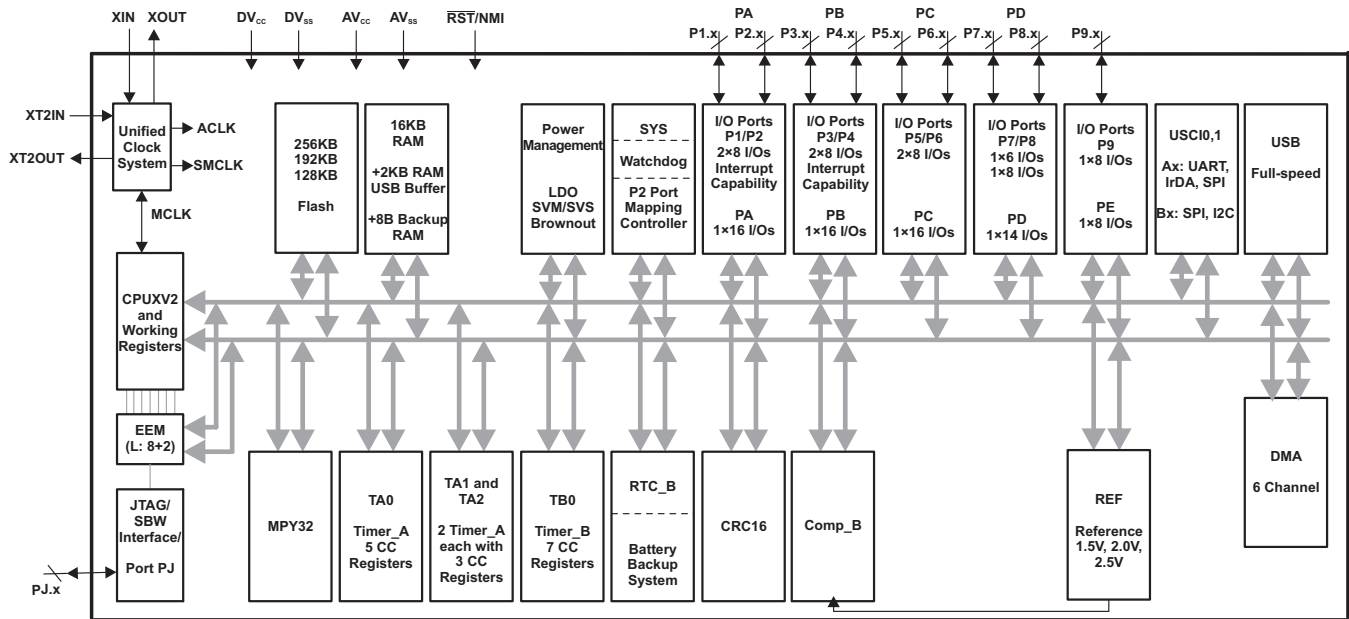 XIN
XOUT
DVCC
DVSS
AVCC
AVSS
RST/NMI
PA
PB
PC
PD
P1.x
P2.x
P3.x
P4.x
P5.x
P6.x
P7.x
P8.x
P9.x
XT2IN
XT2OUT
Unified
Clock
System
ACLK
SMCLK
MCLK
256KB
192KB
128KB
Flash
16KB
RAM
+2KB RAM
USB Buffer
+8B Backup
RAM
Power
Management
LDO
SVM/SVS
Brownout
SYS
Watchdog
P2 Port
Mapping
Controller
I/O Ports
P1/P2
2×8 I/Os
Interrupt
Capability
PA
1×16 I/Os
I/O Ports
P3/P4
2×8 I/Os
Interrupt
Capability
PB
1×16 I/Os
I/O Ports
P5/P6
2×8 I/Os
PC
1×16 I/Os
I/O Ports
P7/P8
1×6 I/Os
1×8 I/Os
PD
1×14 I/Os
I/O Ports
P9
1×8 I/Os
PE
1×8 I/Os
USCI0,1
Ax: UART,
IrDA, SPI
Bx: SPI, I2C
USB
Full-speed
CPUXV2
and
Working
Registers
EEM
(L: 8+2)
JTAG/
SBW
Interface/
Port PJ
PJ.x
MPY32
TA0
Timer_A
5 CC
Registers
TA1 and
TA2
2 Timer_A
each with
3 CC
Registers
TB0
Timer_B
7 CC
Registers
RTC_B
Battery
Backup
System
CRC16
Comp_B
REF
Reference
1.5V, 2.0V,
2.5V
DMA
6 Channel